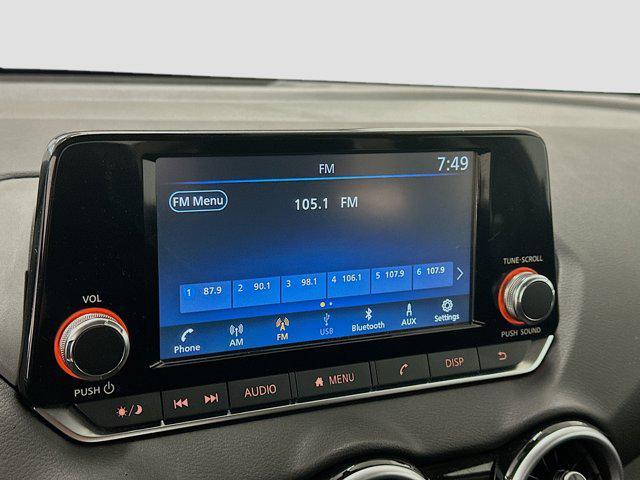 FM
7:49
FM Menu
105.1 FM
1 87.9
2 90.1
3 98.1
4 106.1
5 107.9
6 107.9
Phone
AM
FM
USB
Bluetooth
AUX
Settings
VOL
PUSH
TUNE·SCROLL
PUSH SOUND
AUDIO
MENU
DISP